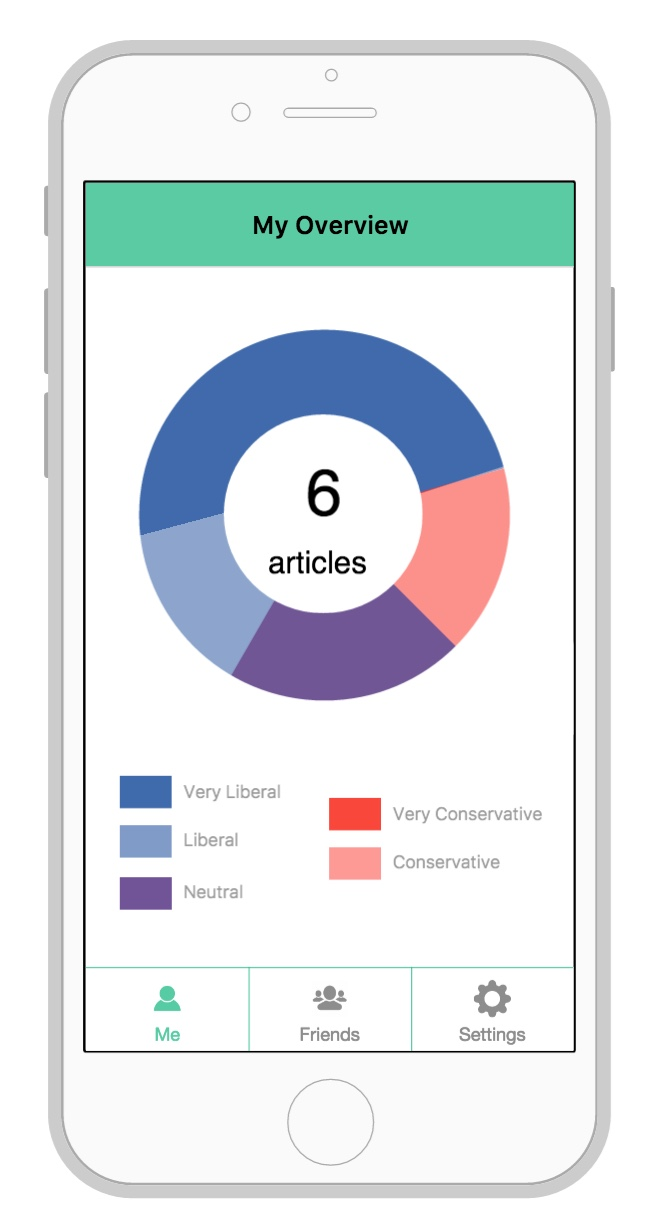 My Overview
6
articles
Very Liberal
Liberal
Neutral
Very Conservative
Conservative
Me
Friends
Settings